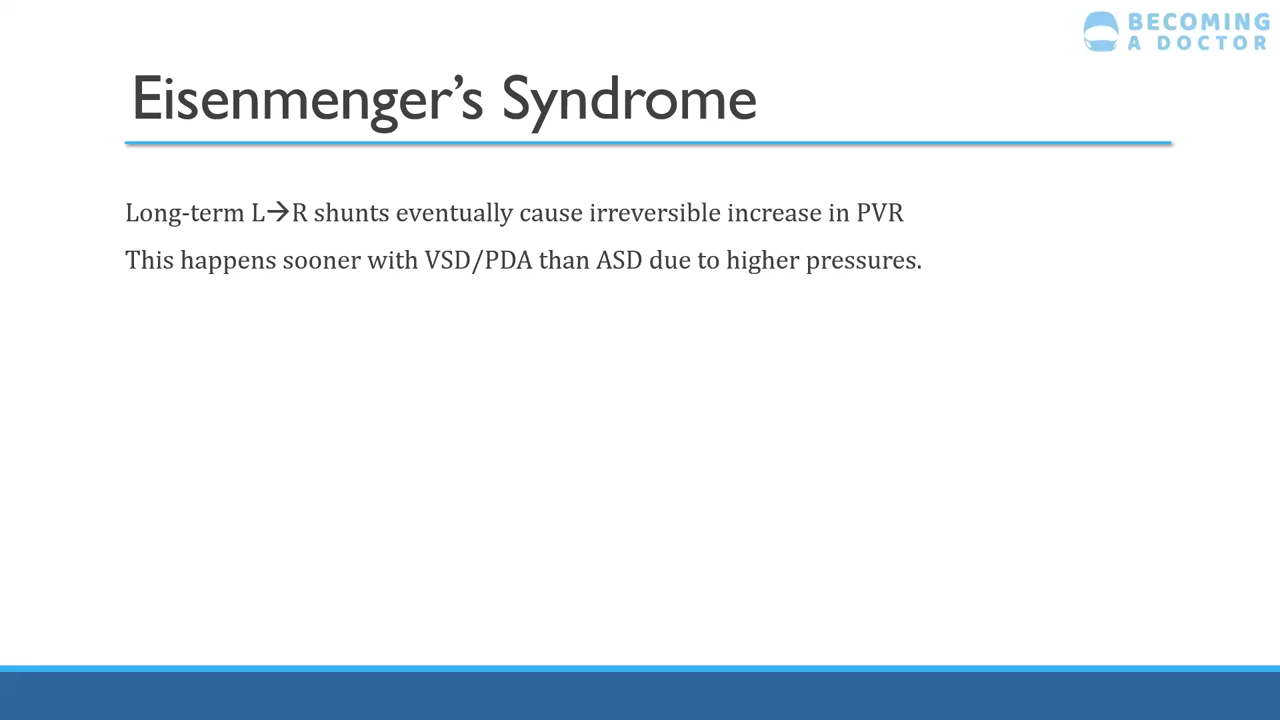 BECOMING
A DOCTOR
Eisenmenger’s Syndrome
Long-term L→R shunts eventually cause irreversible increase in PVR
This happens sooner with VSD/PDA than ASD due to higher pressures.